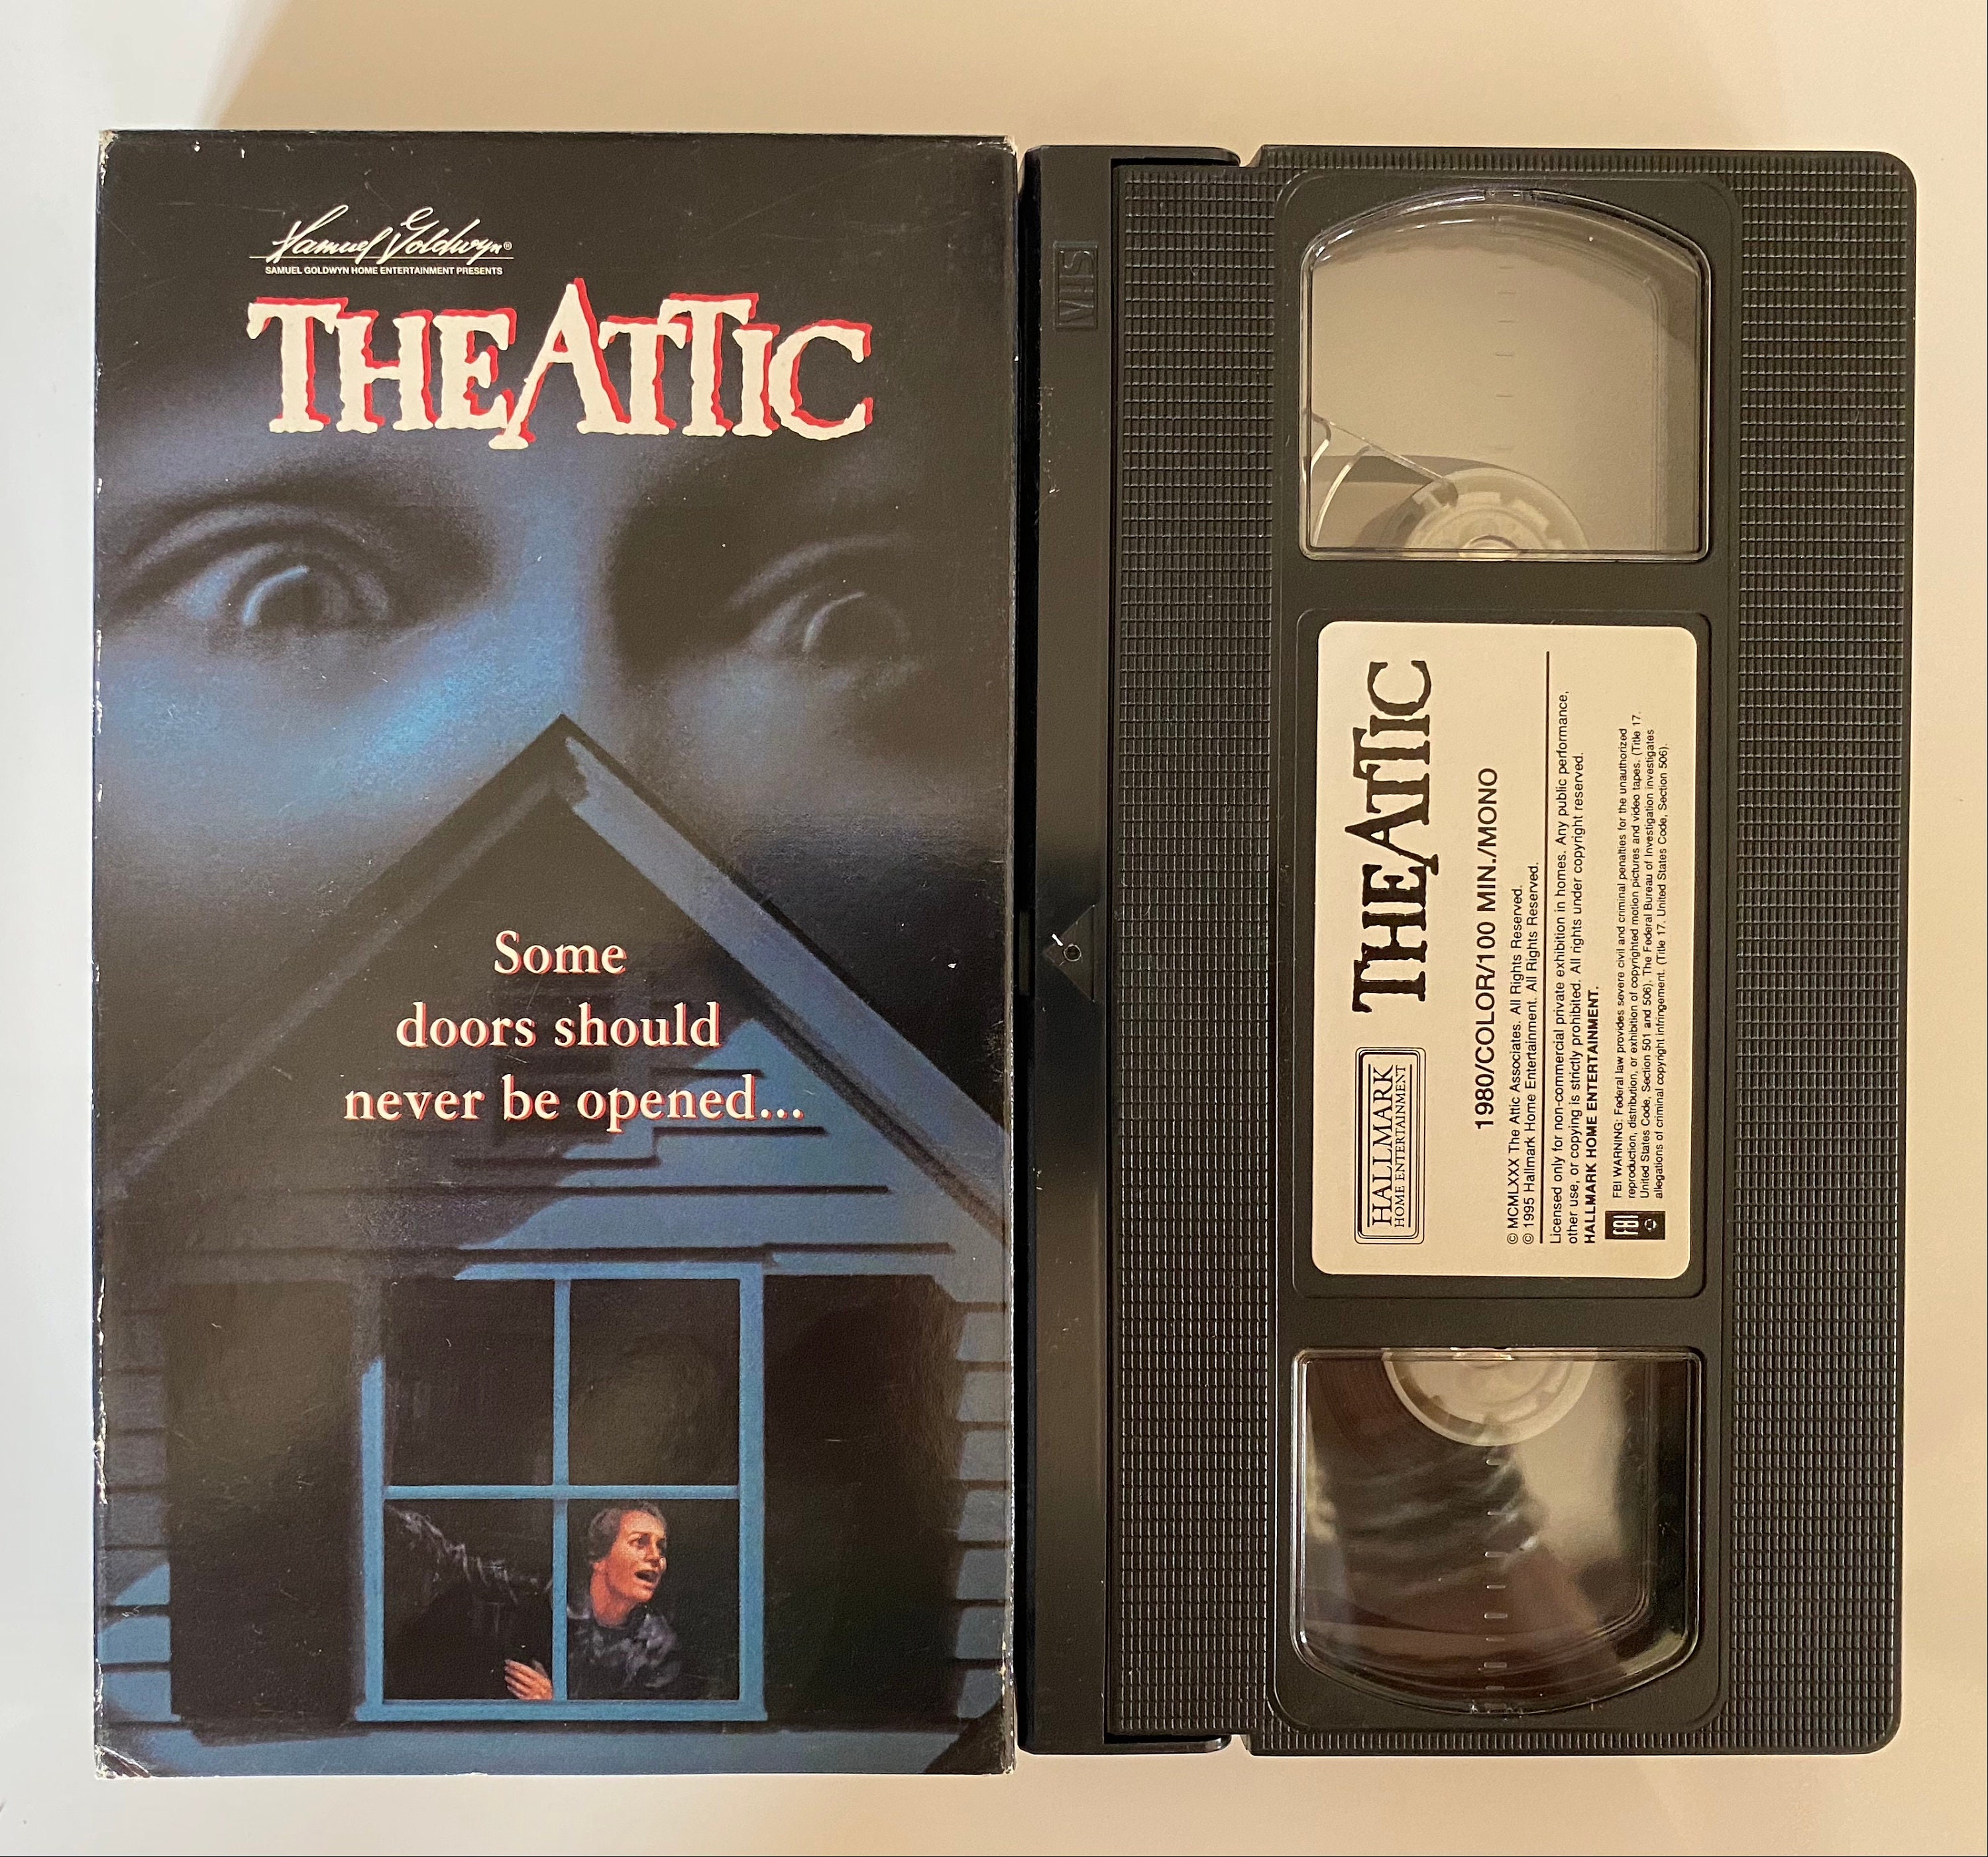 Samuel Goldwyn®
SAMUEL GOLDWYN HOME ENTERTAINMENT PRESENTS
THE ATTIC
Some
doors should
never be opened...
VHS
HALLMARK
HOME ENTERTAINMENT
THE ATTIC
1980/COLOR/100 MIN./MONO
© MCMLXXX The Attic Associates. All Rights Reserved.
© 1995 Hallmark Home Entertainment. All Rights Reserved.
Licensed only for non-commercial private exhibition in homes. Any public performance,
other use, or copying is strictly prohibited. All rights under copyright reserved.
HALLMARK HOME ENTERTAINMENT.
FBI
FBI WARNING: Federal law provides severe civil and criminal penalties for the unauthorized
reproduction, distribution, or exhibition of copyrighted motion pictures and video tapes. (Title 17.
United States Code, Section 501 and 506). The Federal Bureau of Investigation investigates
allegations of criminal copyright infringement. (Title 17. United States Code, Section 506).